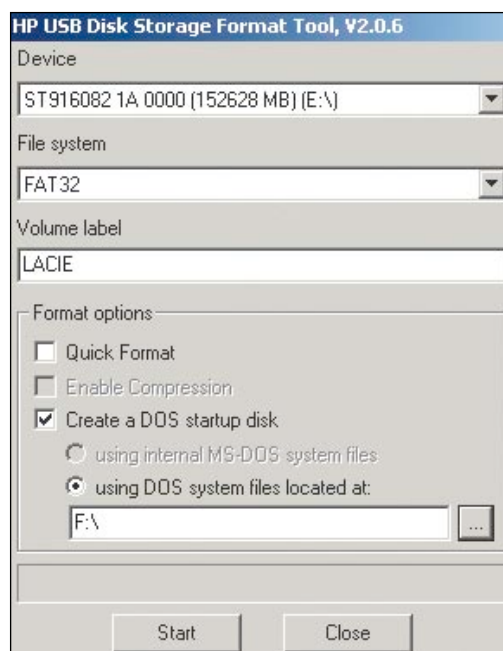 HP USB Disk Storage Format Tool, V2.0.6
Device
ST916082 1A 0000 (152628 MB) (E:\)
File system
FAT32
Volume label
LACIE
Format options
Quick Format
Enable Compression
Create a DOS startup disk
using internal MS-DOS system files
using DOS system files located at:
F:\
...
Start
Close